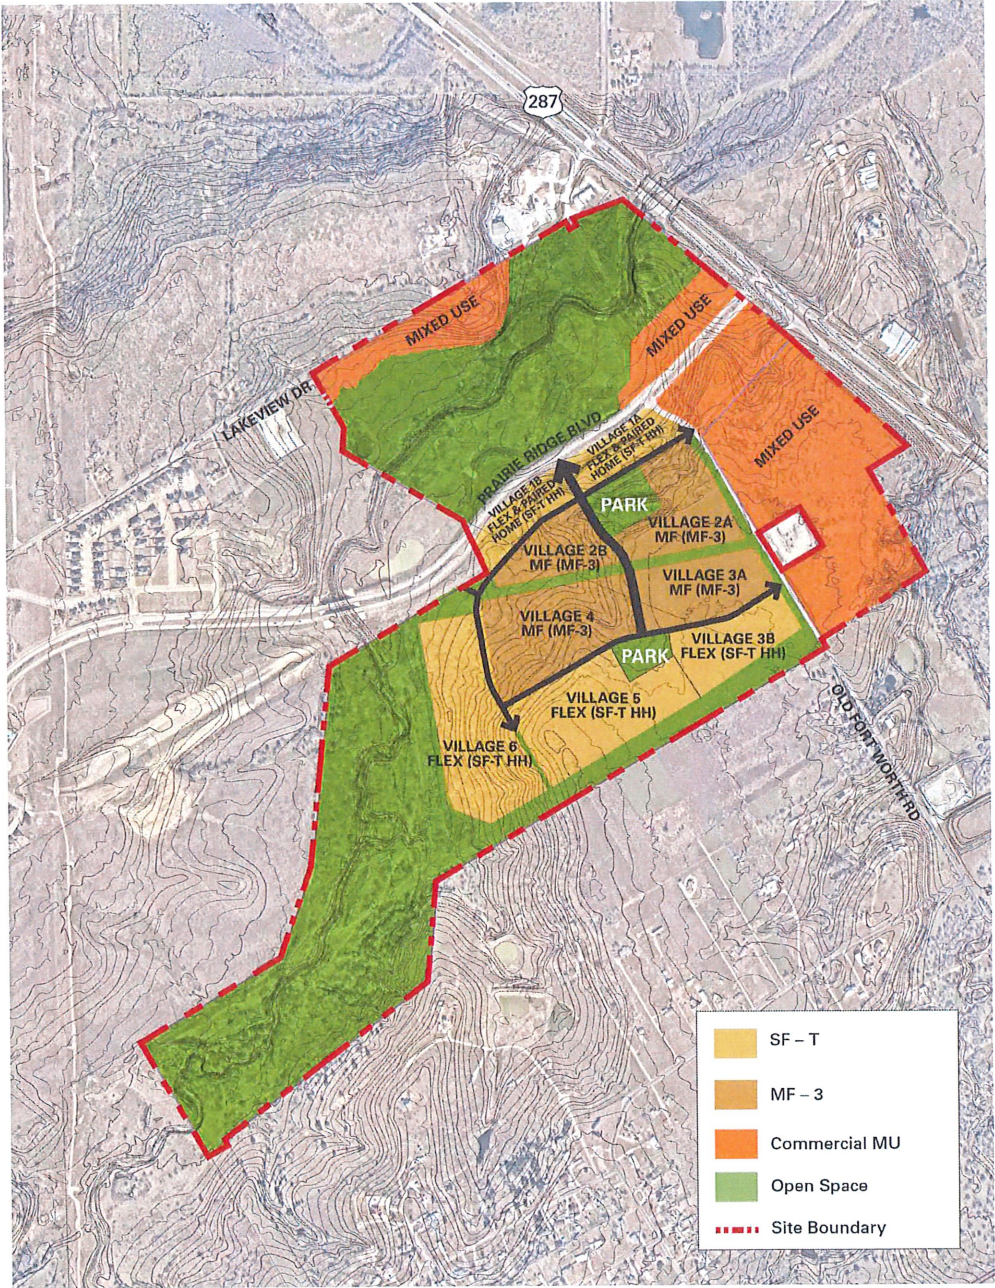 287
MIXED USE
MIXED USE
LAKEVIEW DR.
MIXED USE
PRAIRIE RIDGE BLVD
VILLAGE 1A
FLEX & PAIRED
HOME (SF-T HH)
VILLAGE 1B
FLEX & PAIRED
HOME (SF-T HH)
PARK
VILLAGE 2A
MF (MF-3)
VILLAGE 2B
MF (MF-3)
VILLAGE 3A
MF (MF-3)
VILLAGE 4
MF (MF-3)
VILLAGE 3B
FLEX (SF-T HH)
PARK
VILLAGE 5
FLEX (SF-T HH)
VILLAGE 6
FLEX (SF-T HH)
OLD FORT WORTH RD
SF – T
MF – 3
Commercial MU
Open Space
Site Boundary